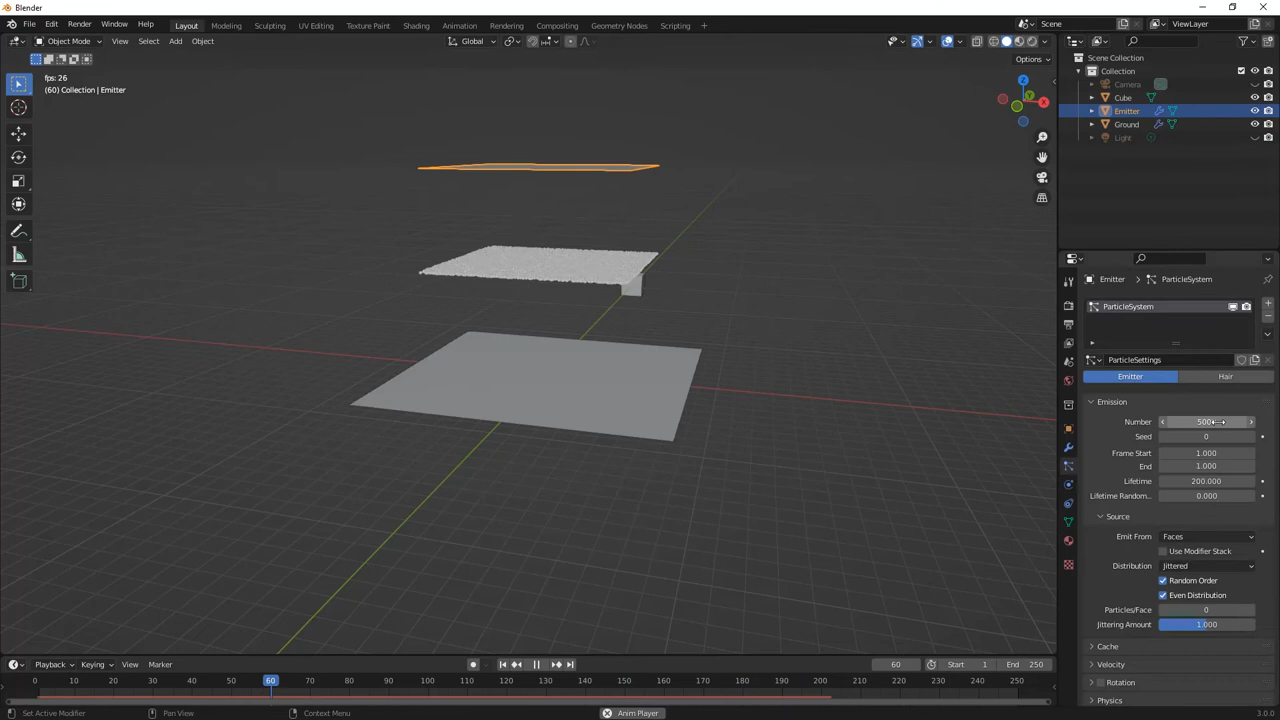 Blender
File Edit Render Window Help Layout Modeling Sculpting UV Editing Texture Paint Shading Animation Rendering Compositing Geometry Nodes Scripting + Scene ViewLayer
Object Mode View Select Add Object Global
Options
fps: 26
(60) Collection | Emitter
Z
Y
X
Scene Collection
Collection
Camera
Cube
Emitter
Ground
Light
Emitter ParticleSystem
ParticleSystem
ParticleSettings
Emitter Hair
Emission
Number 500
Seed 0
Frame Start 1.000
End 1.000
Lifetime 200.000
Lifetime Random... 0.000
Source
Emit From Faces
Use Modifier Stack
Distribution Jittered
Random Order
Even Distribution
Particles/Face 0
Jittering Amount 1.000
Cache
Velocity
Rotation
Physics
Playback Keying View Marker 60 Start 1 End 250
0 10 20 30 40 50 60 70 80 90 100 110 120 130 140 150 160 170 180 190 200 210 220 230 240 250
Set Active Modifier Pan View Context Menu Anim Player 3.0.0